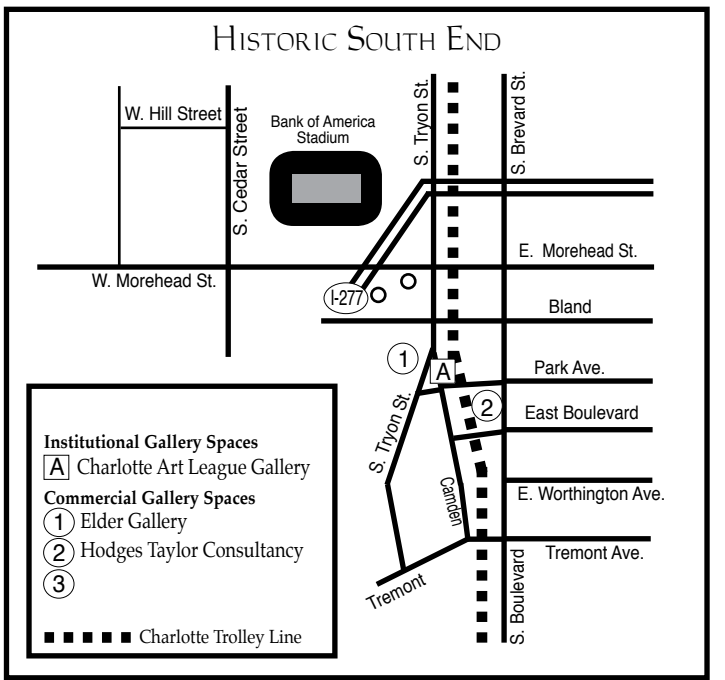 HISTORIC SOUTH END
W. Hill Street
S. Cedar Street
Bank of America
Stadium
S. Tryon St.
S. Brevard St.
E. Morehead St.
W. Morehead St.
I-277
Bland
1
A
Park Ave.
2
East Boulevard
S. Tryon St.
Camden
E. Worthington Ave.
Tremont Ave.
Tremont
S. Boulevard
Institutional Gallery Spaces
A Charlotte Art League Gallery
Commercial Gallery Spaces
1 Elder Gallery
2 Hodges Taylor Consultancy
3
Charlotte Trolley Line